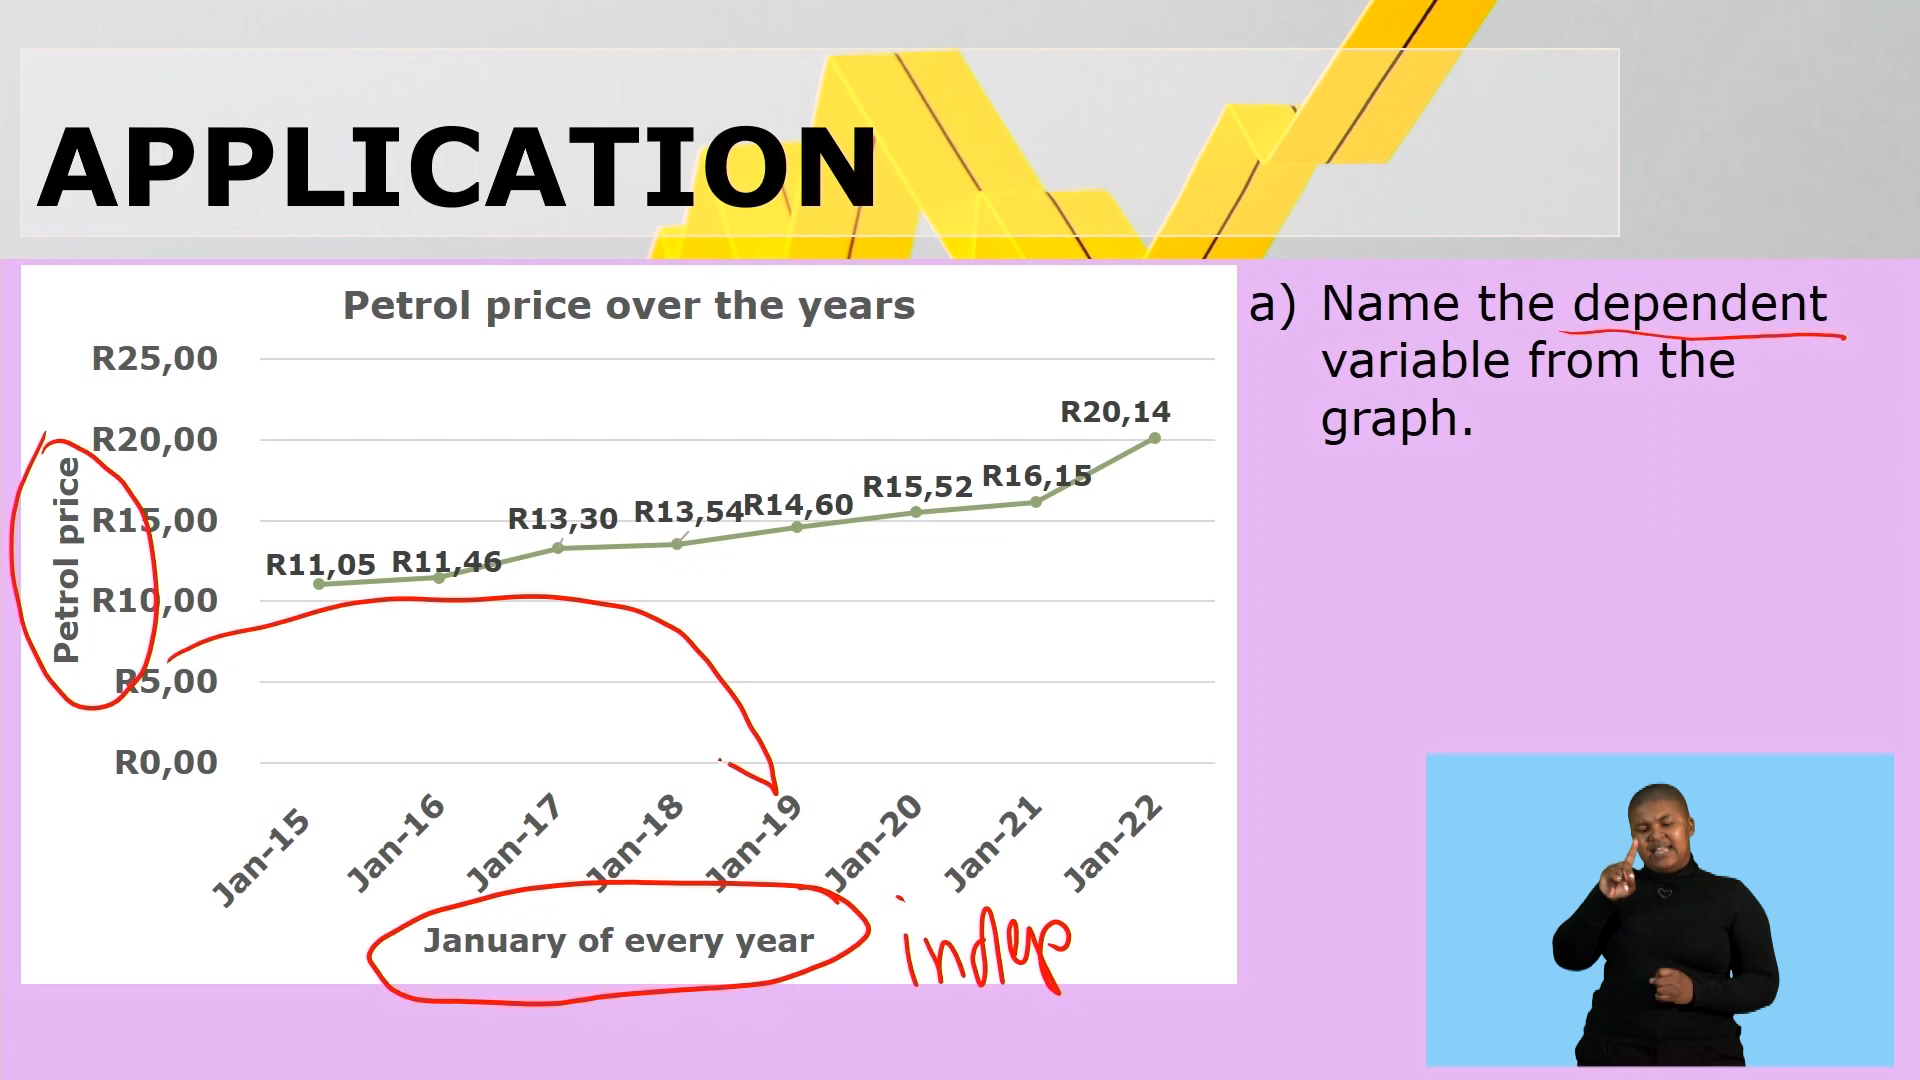 APPLICATION
Petrol price over the years
a) Name the dependent
variable from the
graph.
Petrol price
R25,00
R20,00
R15,00
R10,00
R5,00
R0,00
R11,05
R11,46
R13,30
R13,54
R14,60
R15,52
R16,15
R20,14
Jan-15
Jan-16
Jan-17
Jan-18
Jan-19
Jan-20
Jan-21
Jan-22
January of every year
indep